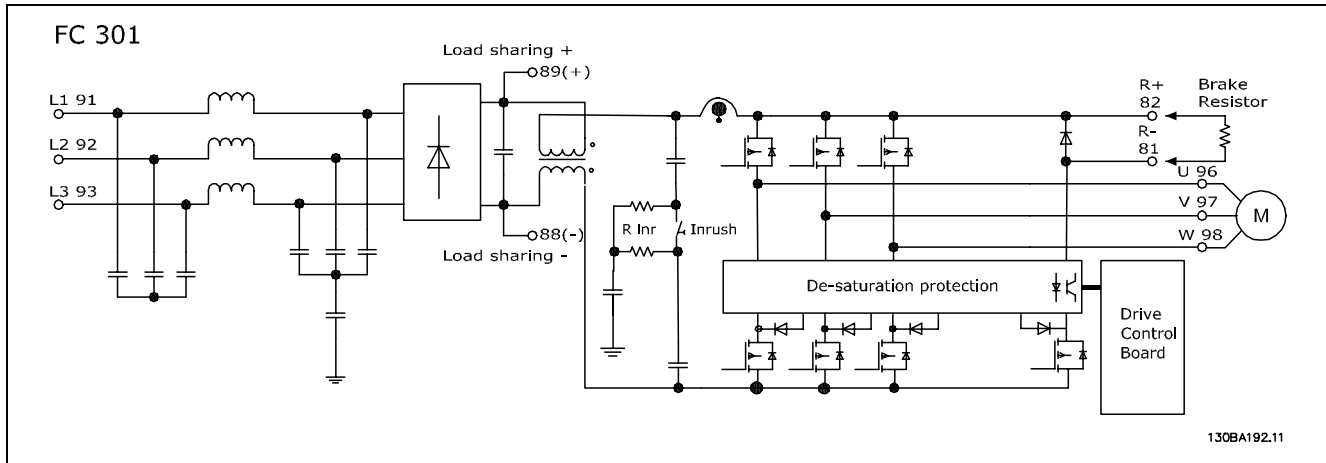 FC 301
Load sharing +
89(+)
L1 91
L2 92
L3 93
88(-)
Load sharing -
R Inr
Inrush
R+
82
Brake
Resistor
R-
81
U 96
V 97
W 98
M
De-saturation protection
Drive
Control
Board
130BA192.11